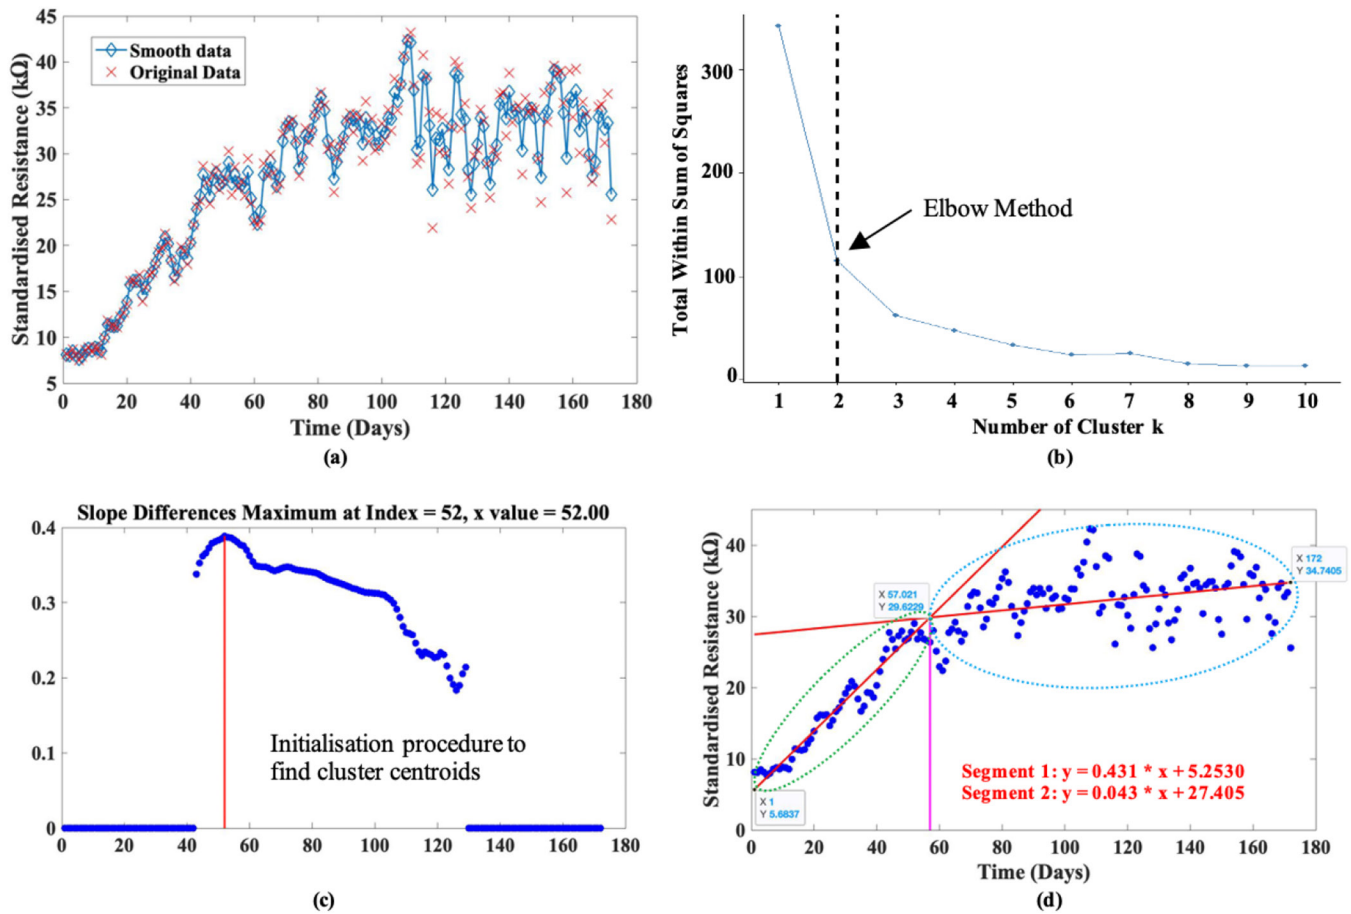 Standardised Resistance (kΩ)
45
40
35
30
25
20
15
10
5
Smooth data
Original Data
0 20 40 60 80 100 120 140 160 180
Time (Days)
(a)
Total Within Sum of Squares
300
200
100
0
Elbow Method
1 2 3 4 5 6 7 8 9 10
Number of Cluster k
(b)
Slope Differences Maximum at Index = 52, x value = 52.00
0.4
0.3
0.2
0.1
0
Initialisation procedure to
find cluster centroids
0 20 40 60 80 100 120 140 160 180
(c)
Standardised Resistance (kΩ)
40
30
20
10
0
X 172
Y 34.7405
X 57.021
Y 29.6229
Segment 1: y = 0.431 * x + 5.2530
Segment 2: y = 0.043 * x + 27.405
X 1
Y 5.6837
0 20 40 60 80 100 120 140 160 180
Time (Days)
(d)